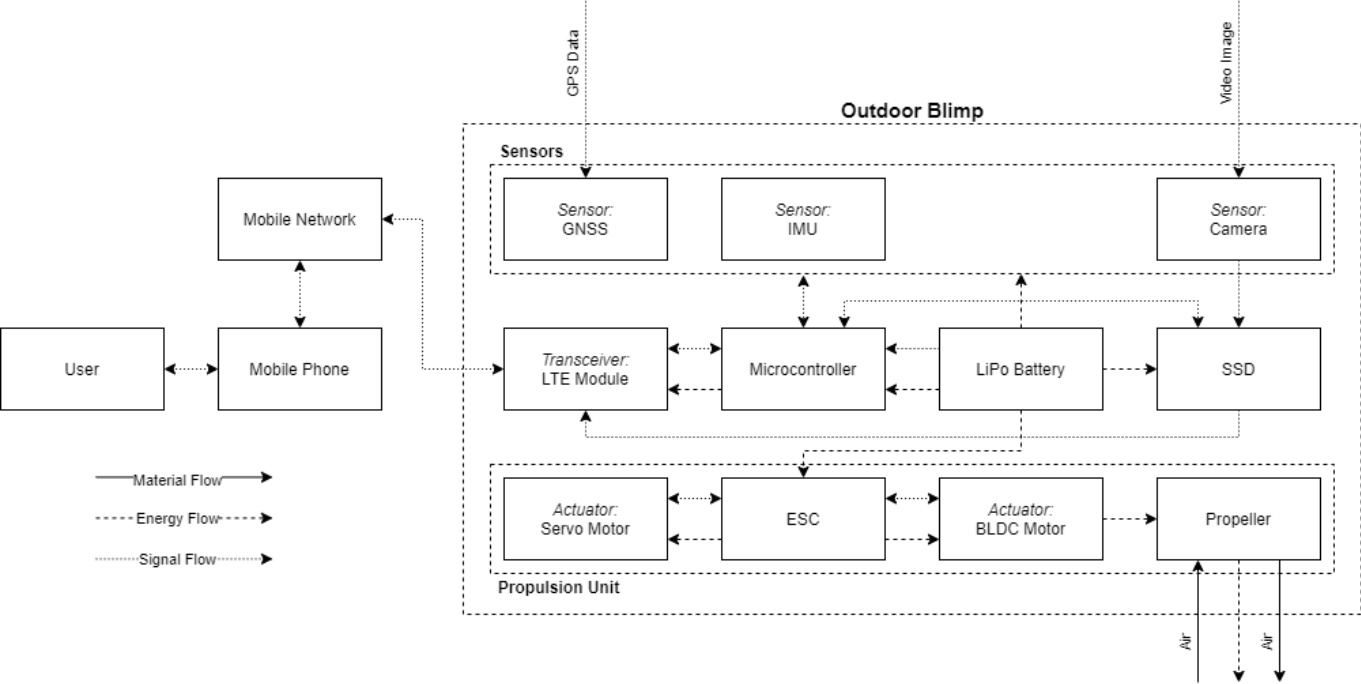 GPS Data
Video Image
Outdoor Blimp
Sensors
Sensor:
GNSS
Sensor:
IMU
Sensor:
Camera
Mobile Network
User
Mobile Phone
Transceiver:
LTE Module
Microcontroller
LiPo Battery
SSD
Material Flow
Energy Flow
Signal Flow
Actuator:
Servo Motor
ESC
Actuator:
BLDC Motor
Propeller
Propulsion Unit
Air
Air